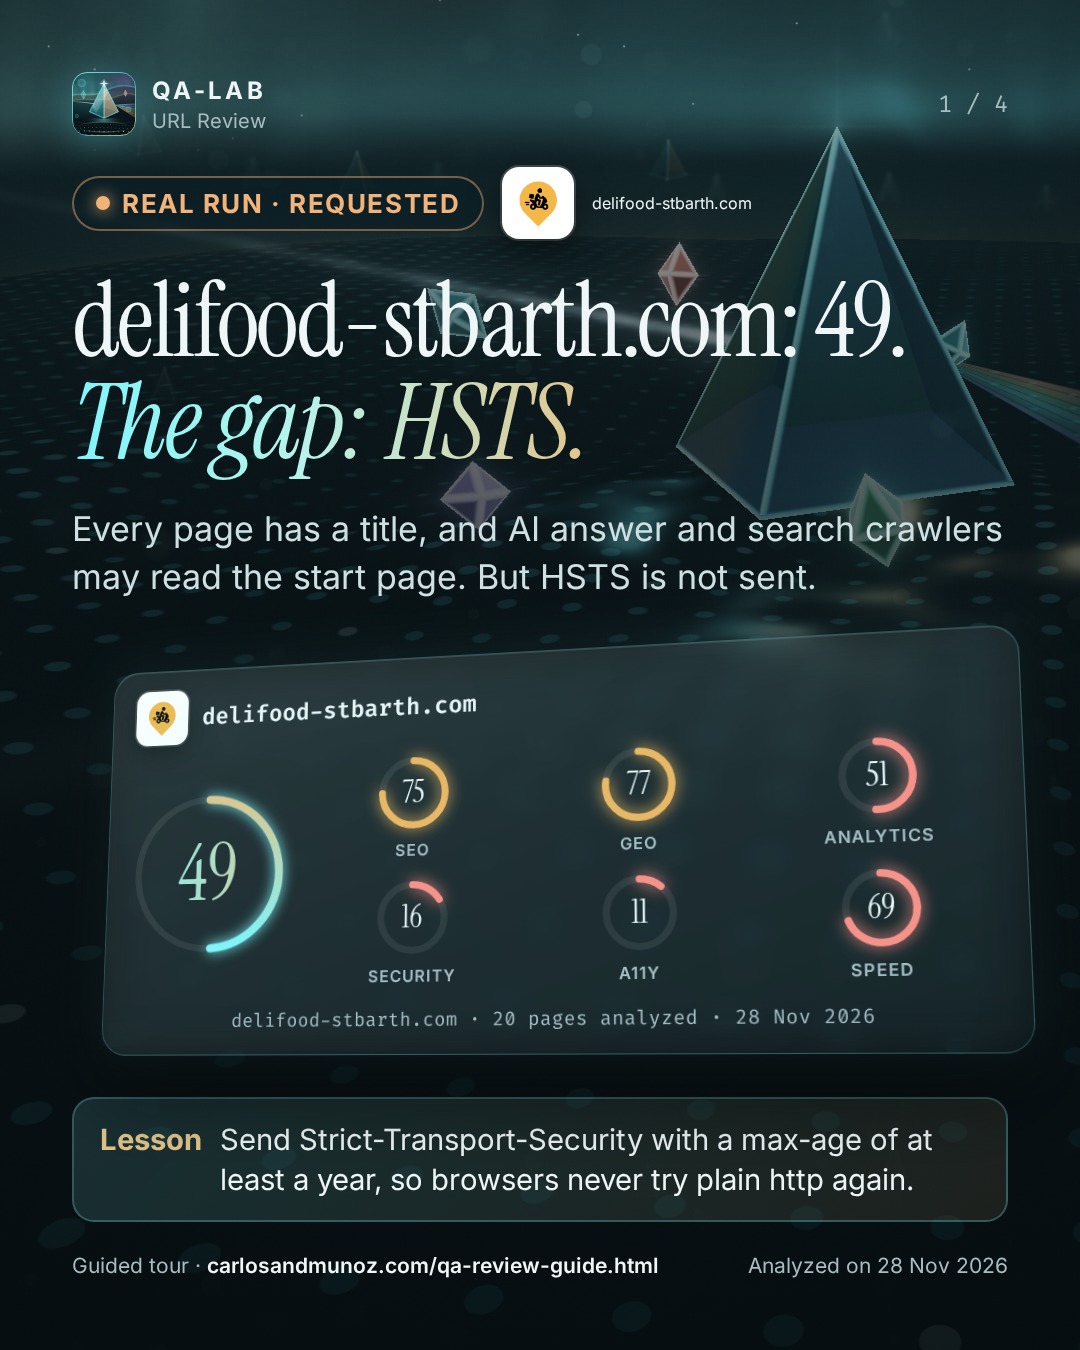 QA-LAB
URL Review
1 / 4
REAL RUN · REQUESTED
delifood-stbarth.com
delifood-stbarth.com: 49.
The gap: HSTS.
Every page has a title, and AI answer and search crawlers
may read the start page. But HSTS is not sent.
delifood-stbarth.com
49
75
SEO
77
GEO
51
ANALYTICS
16
SECURITY
11
A11Y
69
SPEED
delifood-stbarth.com · 20 pages analyzed · 28 Nov 2026
Lesson Send Strict-Transport-Security with a max-age of at
least a year, so browsers never try plain http again.
Guided tour · carlosandmunoz.com/qa-review-guide.html
Analyzed on 28 Nov 2026